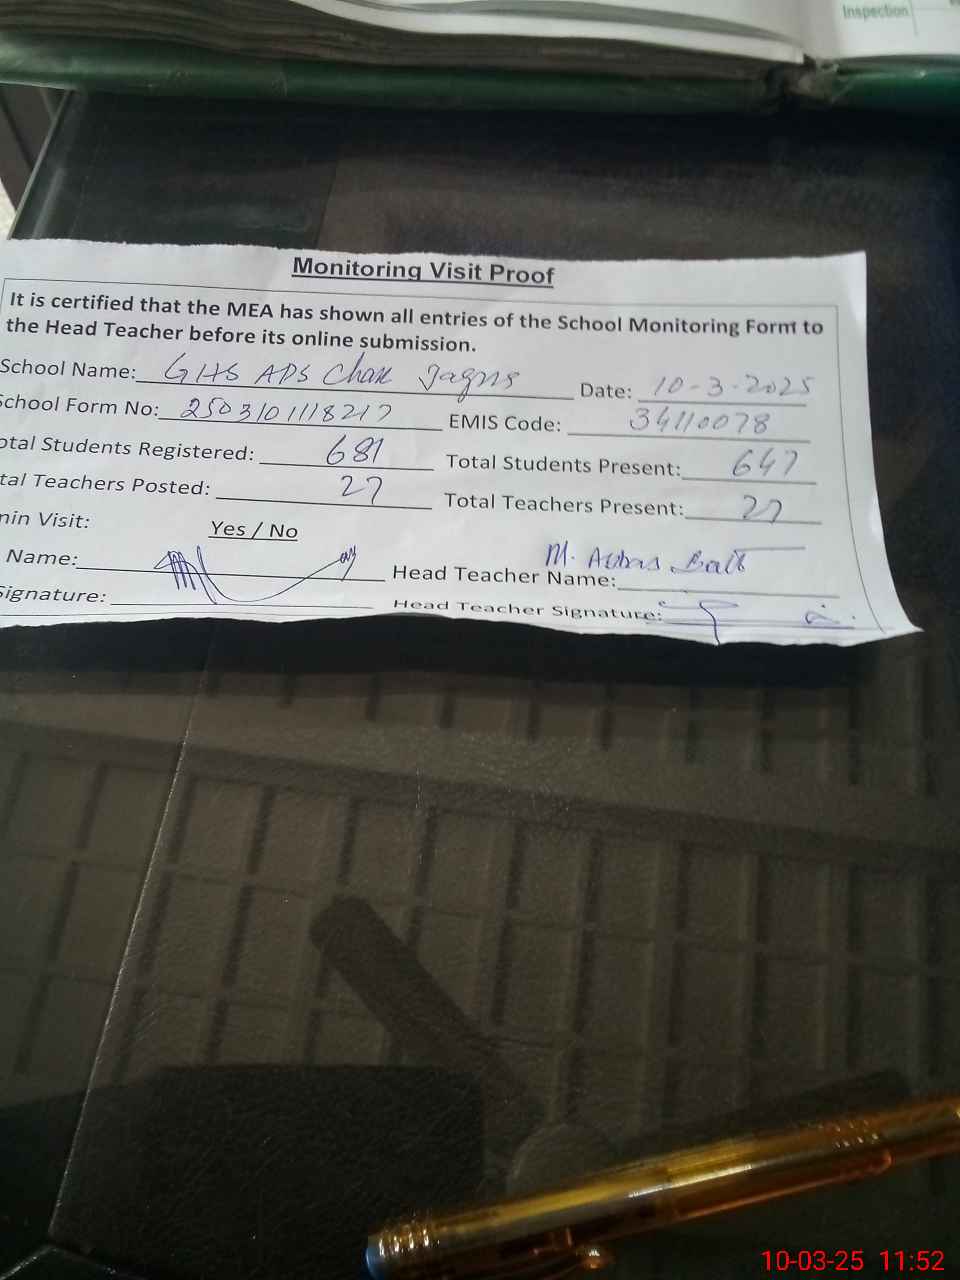 Inspection
Monitoring Visit Proof
It is certified that the MEA has shown all entries of the School Monitoring Form to
the Head Teacher before its online submission.
School Name: GHS APS Chak Date: 10-3-2025
School Form No: 2503101118217 EMIS Code: 34110078
otal Students Registered: 681 Total Students Present: 647
tal Teachers Posted: 27 Total Teachers Present: 27
min Visit: Yes / No
Name: Head Teacher Name: M. Abbas Butt
Signature: Head Teacher Signature:
10-03-25 11:52